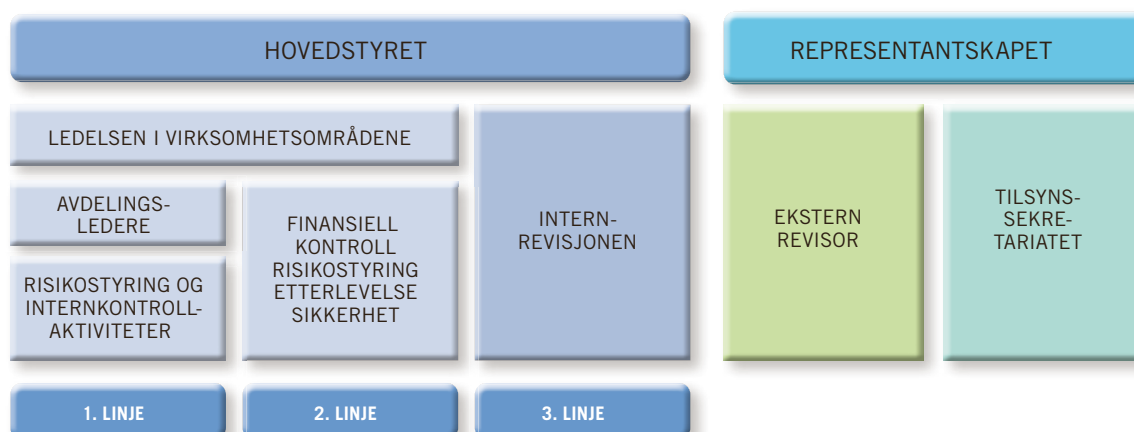 HOVEDSTYRET
REPRESENTANTSKAPET
LEDELSEN I VIRKSOMHETSOMRÅDENE
AVDELINGS-
LEDERE
RISIKOSTYRING OG
INTERNKONTROLL-
AKTIVITETER
FINANSIELL
KONTROLL
RISIKOSTYRING
ETTERLEVELSE
SIKKERHET
INTERN-
REVISJONEN
EKSTERN
REVISOR
TILSYNS-
SEKRE-
TARIATET
1. LINJE
2. LINJE
3. LINJE